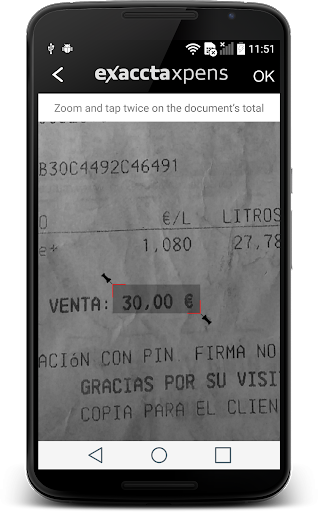 11:51
exacctaxpens OK
Zoom and tap twice on the document's total
B30C4492C46491
€/L LITROS
e+ 1,080 27,78
VENTA: 30,00 €
ACIóN CON PIN. FIRMA NO
GRACIAS POR SU VISI
COPIA PARA EL CLIEN